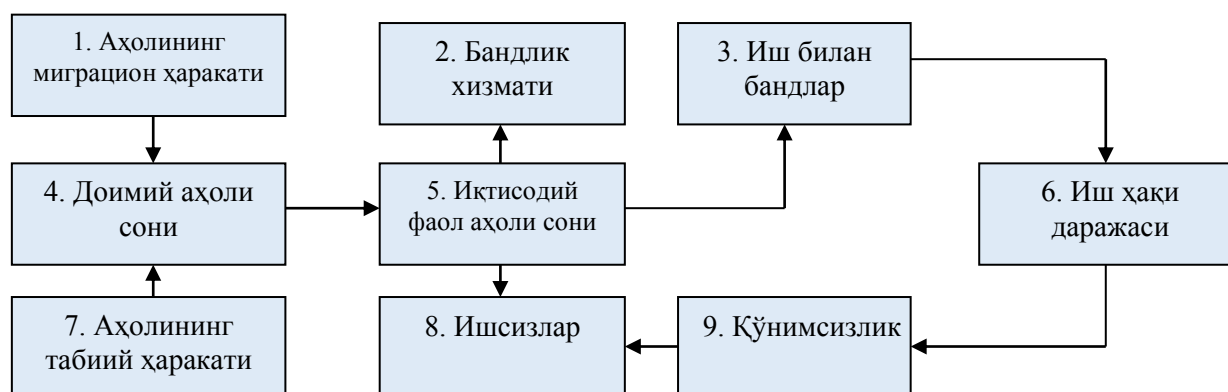 1. Аҳолининг
миграцион ҳаракати
2. Бандлик
хизмати
3. Иш билан
бандлар
4. Доимий аҳоли
сони
5. Иқтисодий
фаол аҳоли сони
6. Иш ҳақи
даражаси
7. Аҳолининг
табиий ҳаракати
8. Ишсизлар
9. Қўнимсизлик